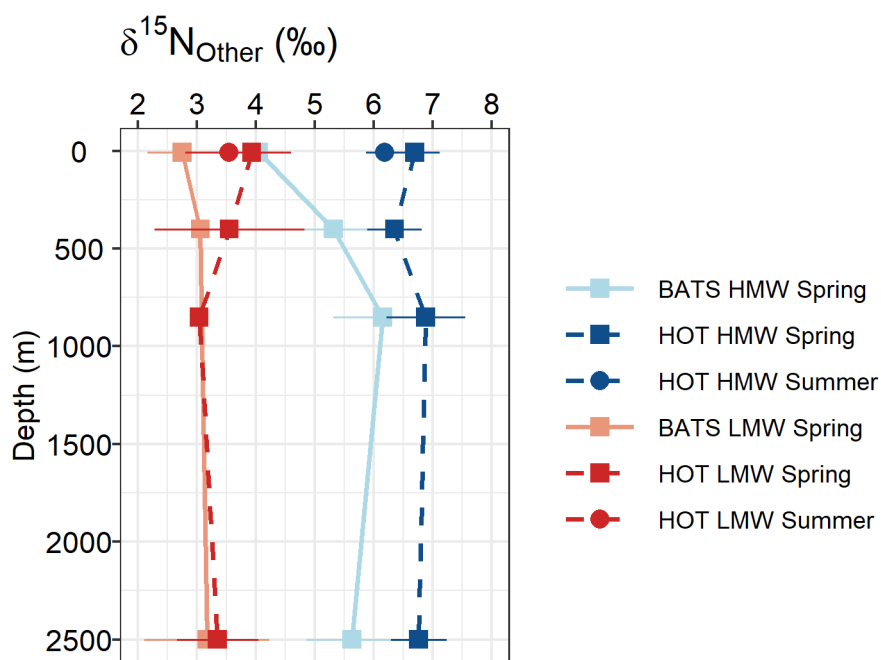 δ¹⁵N_Other (‰)
2 3 4 5 6 7 8
0
500
1000
1500
2000
2500
Depth (m)
BATS HMW Spring
HOT HMW Spring
HOT HMW Summer
BATS LMW Spring
HOT LMW Spring
HOT LMW Summer